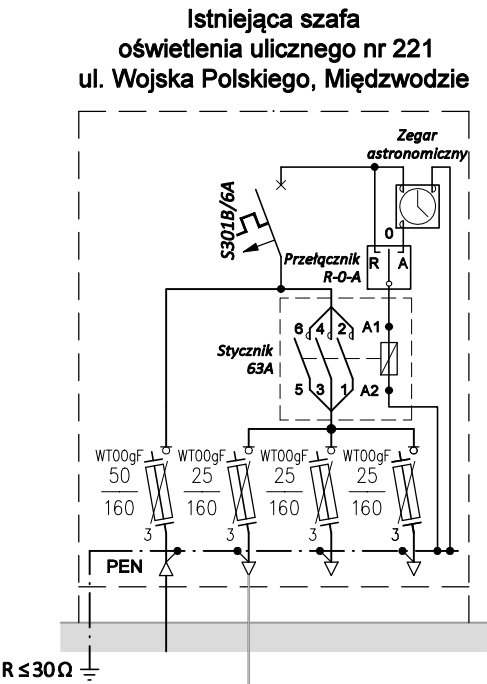 Istniejąca szafa
oświetlenia ulicznego nr 221
ul. Wojska Polskiego, Międzwodzie
Zegar
astronomiczny
S301B/6A
0
Przełącznik
R-0-A
R A
6 4 2 A1
Stycznik
63A
5 3 1 A2
WT00gF WT00gF WT00gF WT00gF
50 25 25 25
160 160 160 160
3 3 3 3
PEN
R≤30Ω